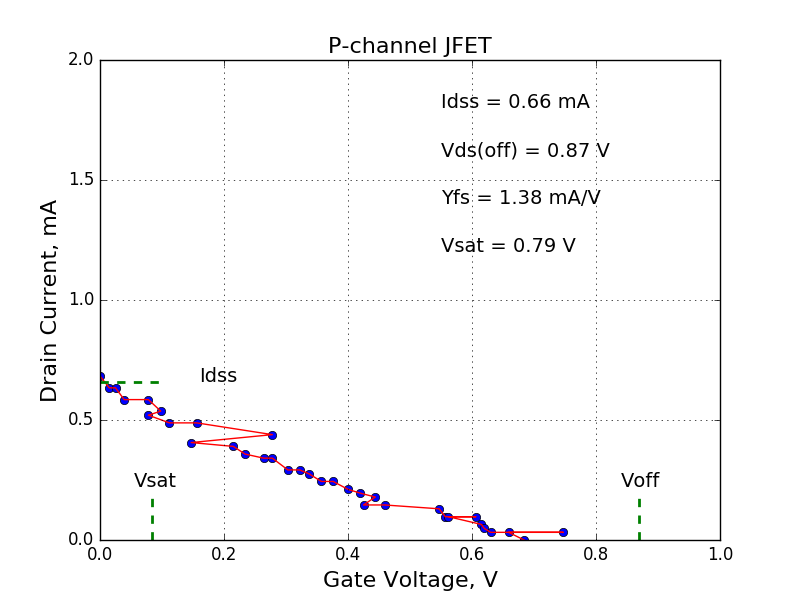 P-channel JFET
2.0
Idss = 0.66 mA
Vds(off) = 0.87 V
1.5
Yfs = 1.38 mA/V
Vsat = 0.79 V
Drain Current, mA
1.0
Idss
0.5
Vsat
Voff
0.0
0.0 0.2 0.4 0.6 0.8 1.0
Gate Voltage, V